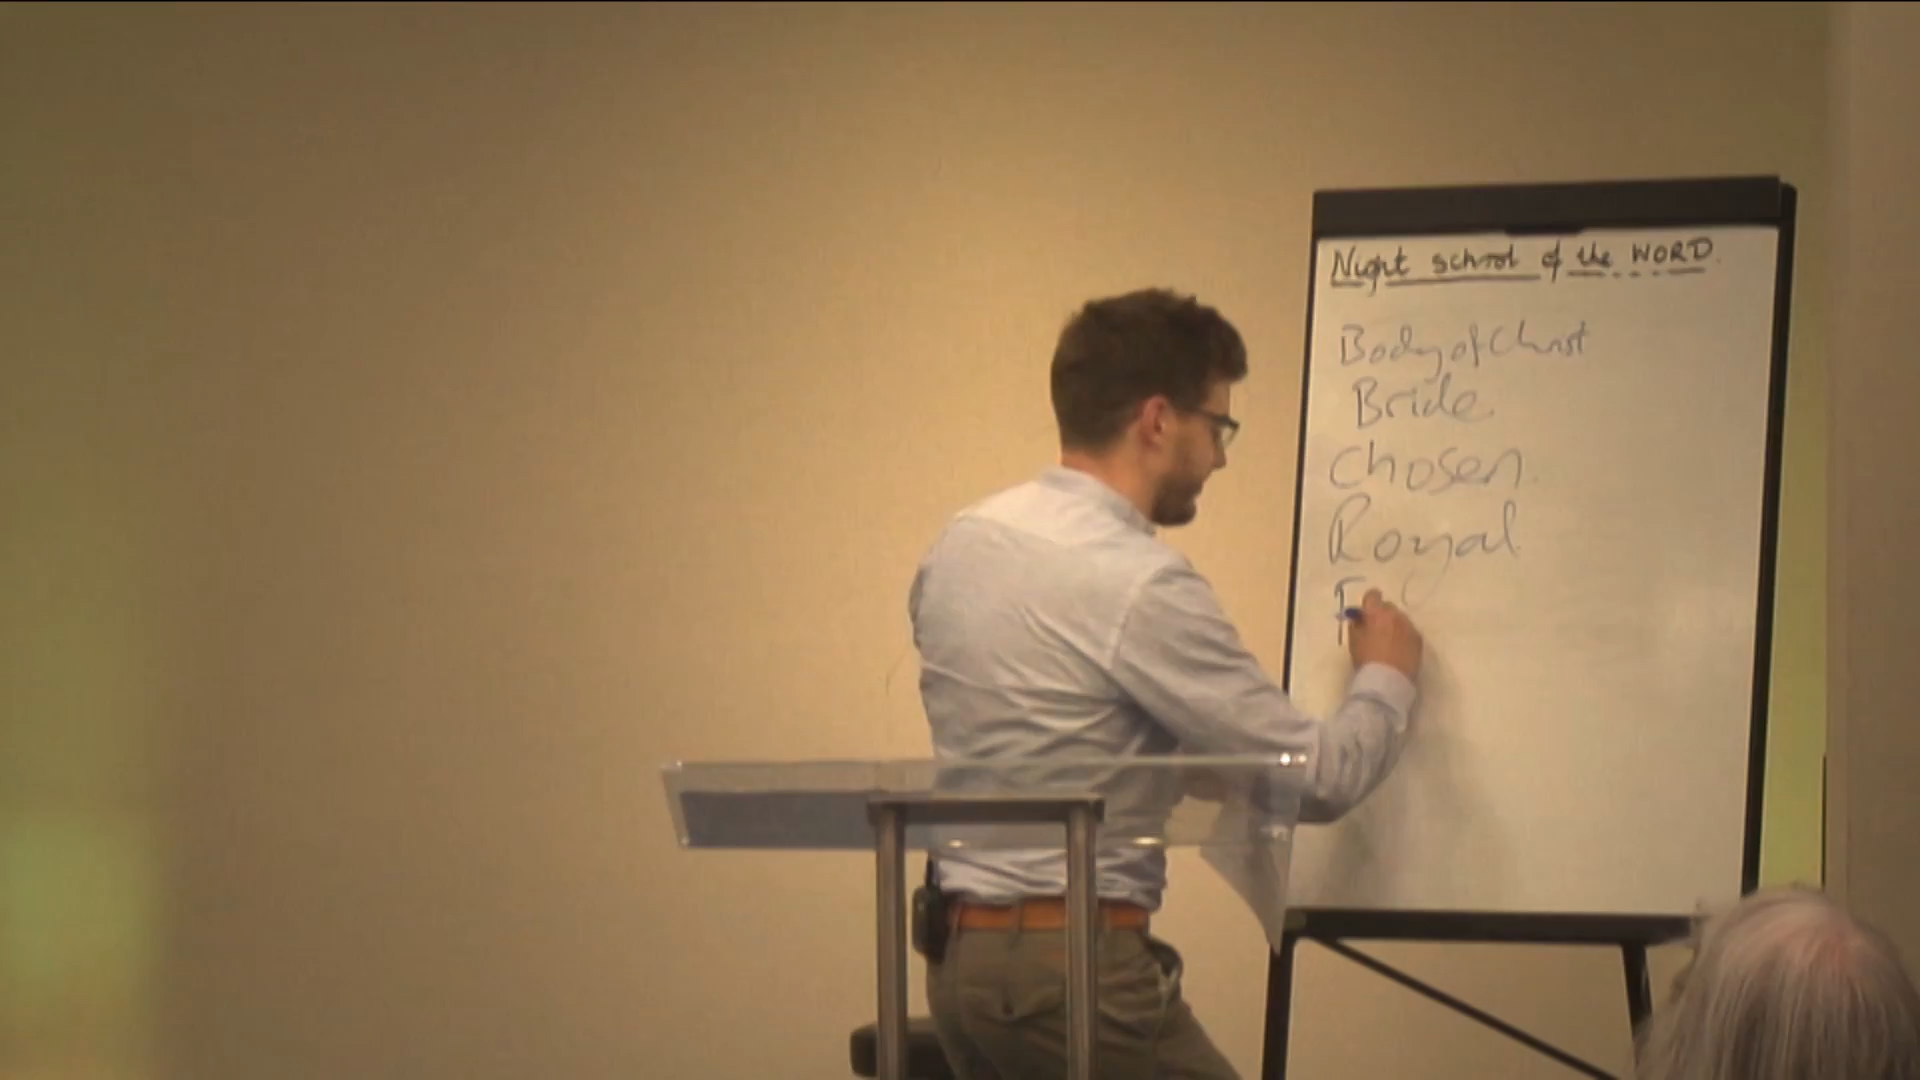 Night school of the WORD.
Body of Christ
Bride
Chosen
Royal
F